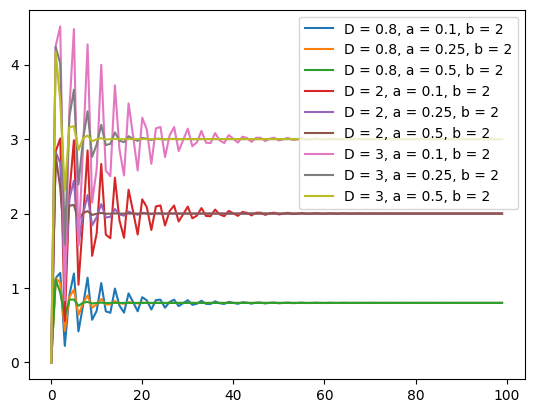 D = 0.8, a = 0.1, b = 2
D = 0.8, a = 0.25, b = 2
D = 0.8, a = 0.5, b = 2
D = 2, a = 0.1, b = 2
D = 2, a = 0.25, b = 2
D = 2, a = 0.5, b = 2
D = 3, a = 0.1, b = 2
D = 3, a = 0.25, b = 2
D = 3, a = 0.5, b = 2
4
3
2
1
0
0 20 40 60 80 100